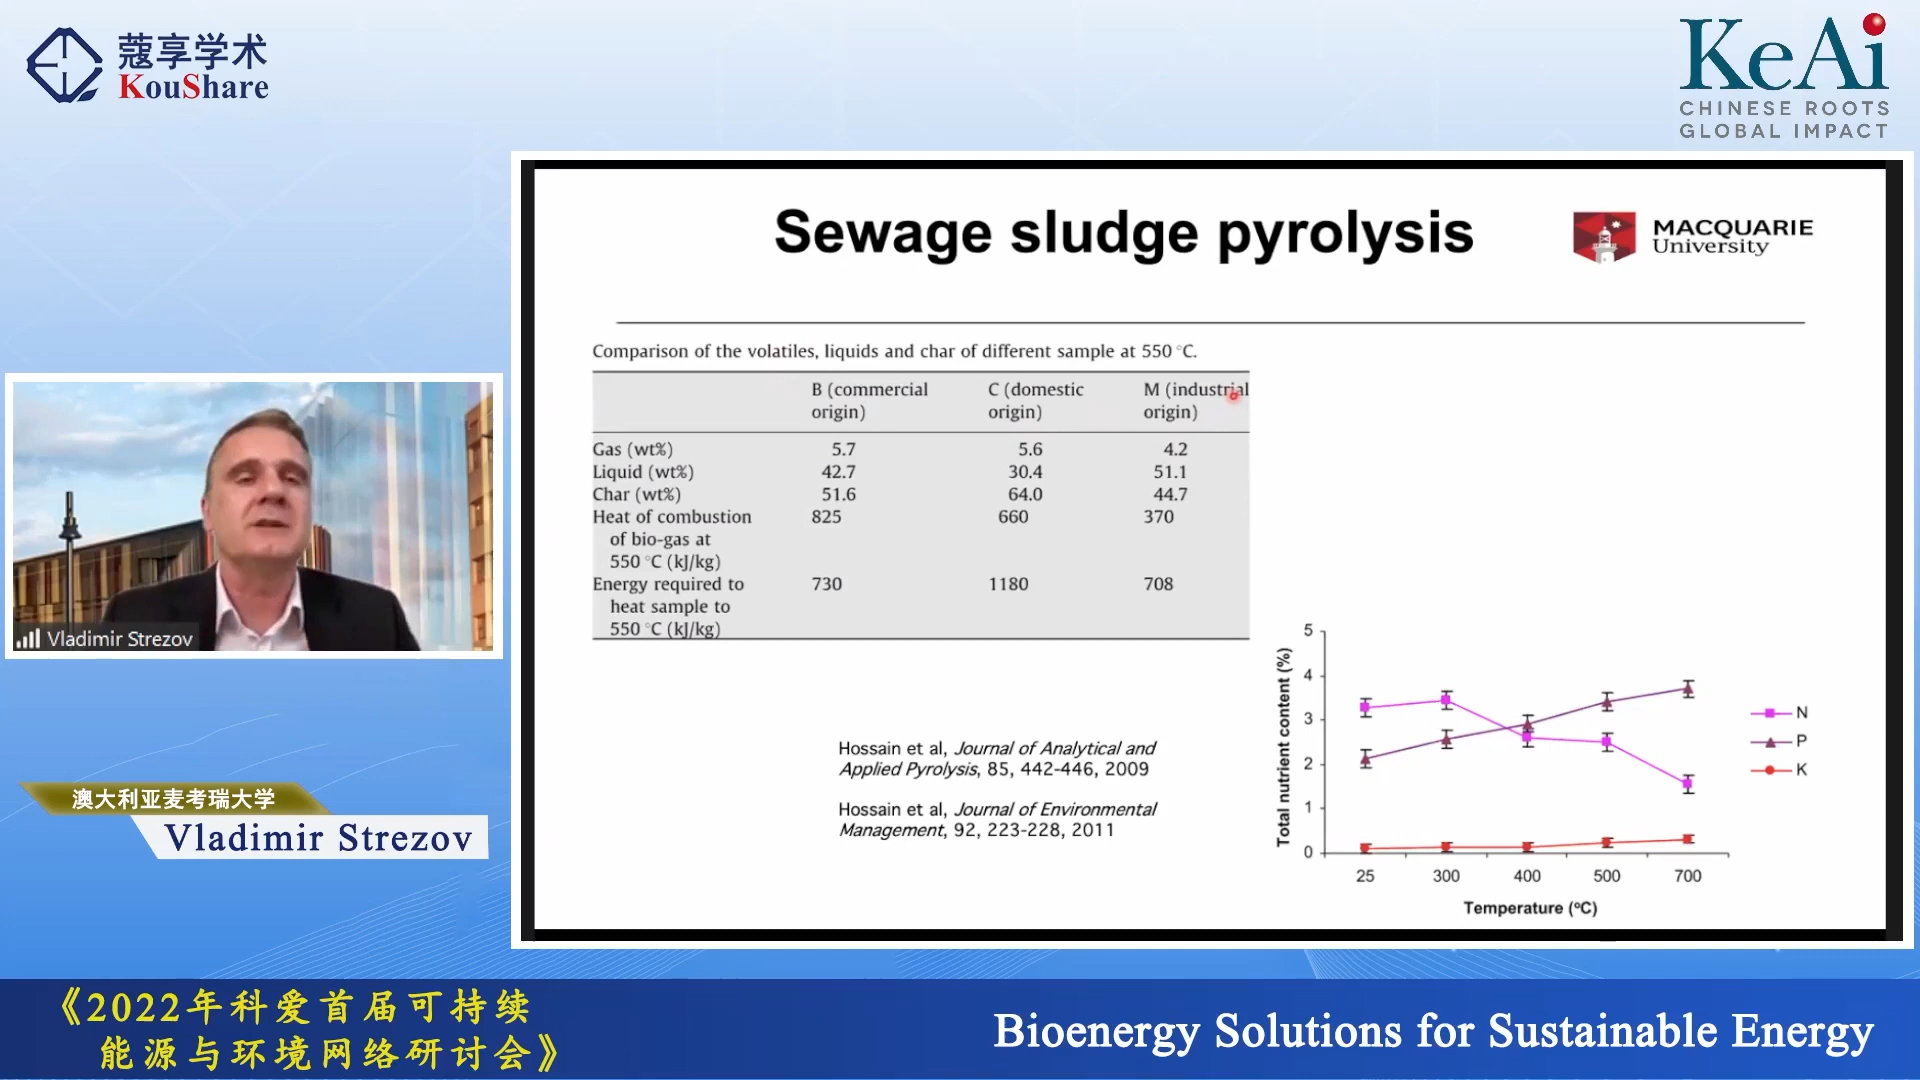 蔻享学术
KouShare
KeAi
CHINESE ROOTS
GLOBAL IMPACT
Sewage sludge pyrolysis
MACQUARIE
University
Comparison of the volatiles, liquids and char of different sample at 550 °C.
B (commercial origin) C (domestic origin) M (industrial origin)
Gas (wt%) 5.7 5.6 4.2
Liquid (wt%) 42.7 30.4 51.1
Char (wt%) 51.6 64.0 44.7
Heat of combustion 825 660 370
of bio-gas at
550 °C (kJ/kg)
Energy required to 730 1180 708
heat sample to
550 °C (kJ/kg)
Hossain et al, Journal of Analytical and
Applied Pyrolysis, 85, 442-446, 2009
Hossain et al, Journal of Environmental
Management, 92, 223-228, 2011
Total nutrient content (%)
5
4
3
2
1
0
25 300 400 500 700
Temperature (°C)
N
P
K
Vladimir Strezov
澳大利亚麦考瑞大学
Vladimir Strezov
《2022年科爱首届可持续
能源与环境网络研讨会》
Bioenergy Solutions for Sustainable Energy